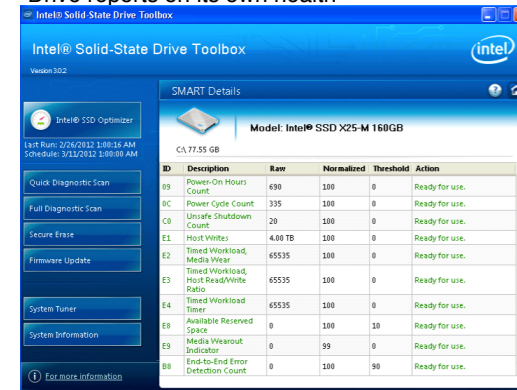 Drive reports on its own health
Intel® Solid-State Drive Toolbox
Intel® Solid-State Drive Toolbox
Version 3.0.2
intel
SMART Details
Intel® SSD Optimizer
Last Run: 2/26/2012 1:00:16 AM
Schedule: 3/11/2012 1:00:00 AM
Quick Diagnostic Scan
Full Diagnostic Scan
Secure Erase
Firmware Update
System Tuner
System Information
For more information
Model: Intel® SSD X25-M 160GB
C:\ 77.55 GB
ID Description Raw Normalized Threshold Action
09 Power-On Hours Count 690 100 0 Ready for use.
0C Power Cycle Count 335 100 0 Ready for use.
C0 Unsafe Shutdown Count 20 100 0 Ready for use.
E1 Host Writes 4.00 TB 100 0 Ready for use.
E2 Timed Workload, Media Wear 65535 100 0 Ready for use.
E3 Timed Workload, Host Read/Write Ratio 65535 100 0 Ready for use.
E4 Timed Workload Timer 65535 100 0 Ready for use.
E8 Available Reserved Space 0 100 10 Ready for use.
E9 Media Wearout Indicator 0 99 0 Ready for use.
B8 End-to-End Error Detection Count 0 100 90 Ready for use.